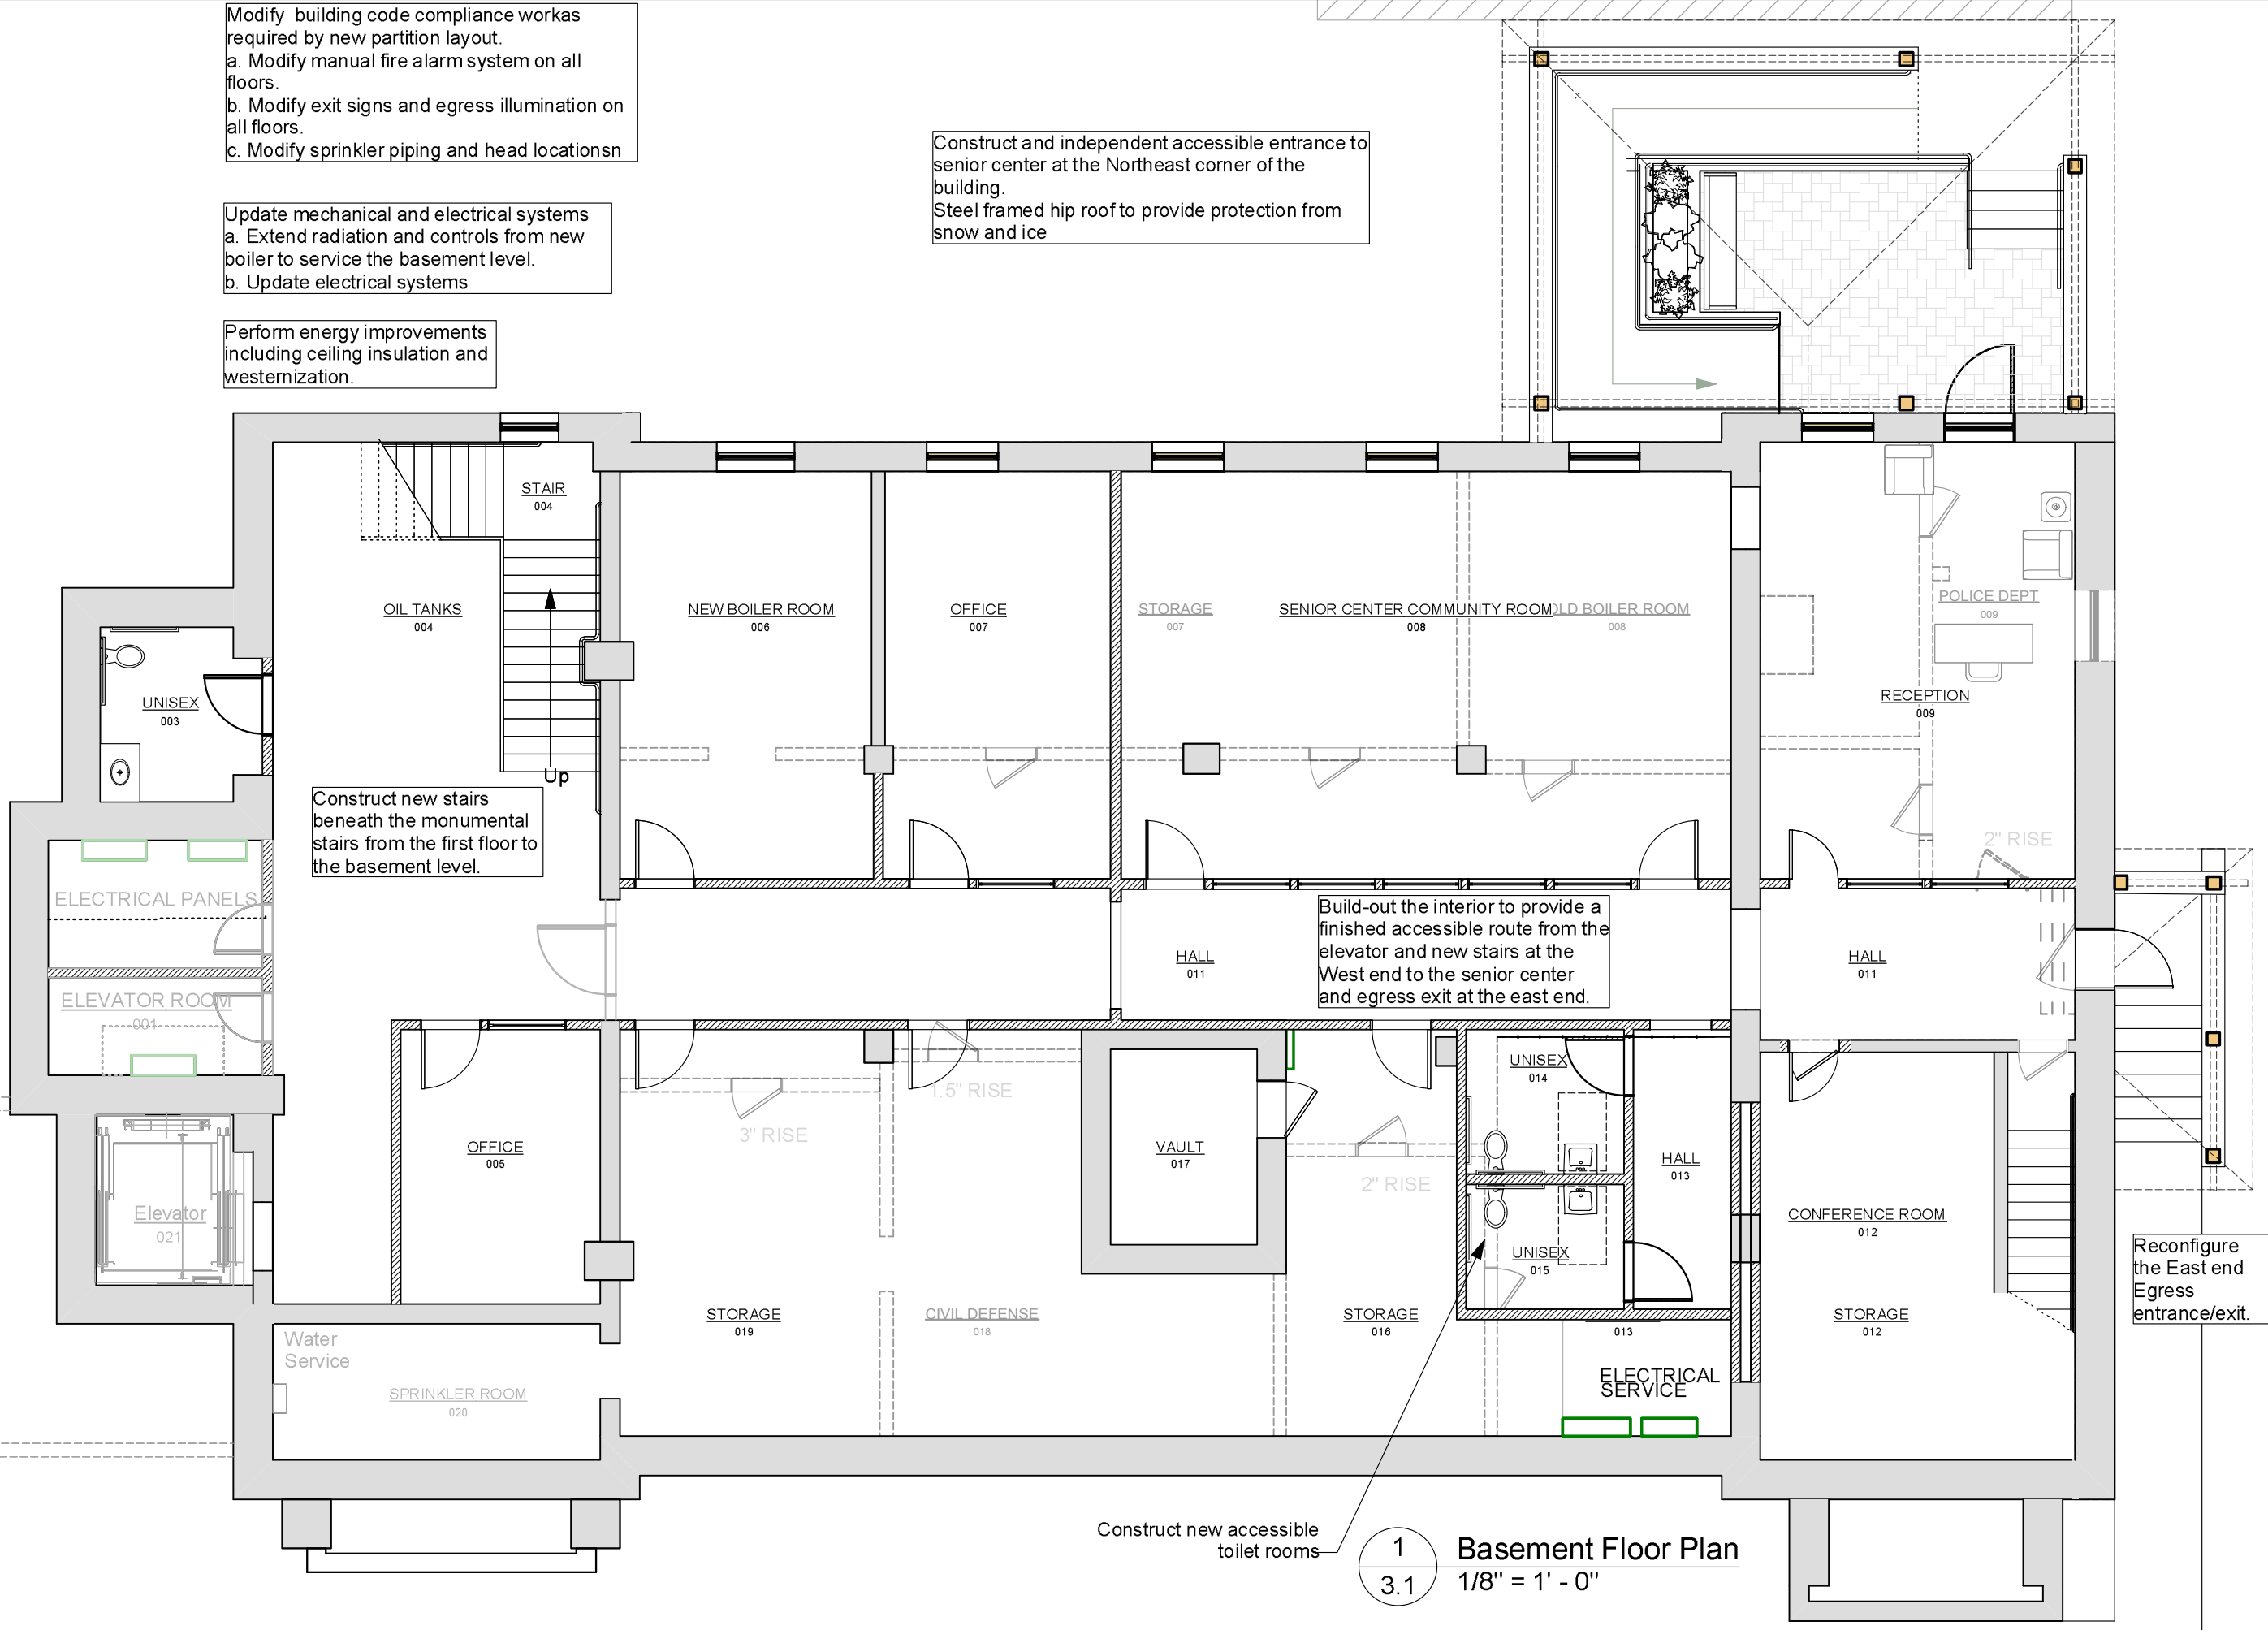 Modify building code compliance workas
required by new partition layout.
a. Modify manual fire alarm system on all
floors.
b. Modify exit signs and egress illumination on
all floors.
c. Modify sprinkler piping and head locationsn
Update mechanical and electrical systems
a. Extend radiation and controls from new
boiler to service the basement level.
b. Update electrical systems
Perform energy improvements
including ceiling insulation and
westernization.
Construct and independent accessible entrance to
senior center at the Northeast corner of the
building.
Steel framed hip roof to provide protection from
snow and ice
STAIR
004
OIL TANKS
004
NEW BOILER ROOM
006
OFFICE
007
STORAGE
007
SENIOR CENTER COMMUNITY ROOM
008
OLD BOILER ROOM
008
POLICE DEPT
009
RECEPTION
009
UNISEX
003
Up
Construct new stairs
beneath the monumental
stairs from the first floor to
the basement level.
2" RISE
ELECTRICAL PANELS
ELEVATOR ROOM
001
HALL
011
Build-out the interior to provide a
finished accessible route from the
elevator and new stairs at the
West end to the senior center
and egress exit at the east end.
HALL
011
1.5" RISE
3" RISE
OFFICE
005
VAULT
017
2" RISE
UNISEX
014
HALL
013
UNISEX
015
Elevator
021
CONFERENCE ROOM
012
STORAGE
012
Reconfigure
the East end
Egress
entrance/exit.
STORAGE
019
CIVIL DEFENSE
018
STORAGE
016
013
ELECTRICAL
SERVICE
Water
Service
SPRINKLER ROOM
020
Construct new accessible
toilet rooms
1
3.1
Basement Floor Plan
1/8" = 1' - 0"